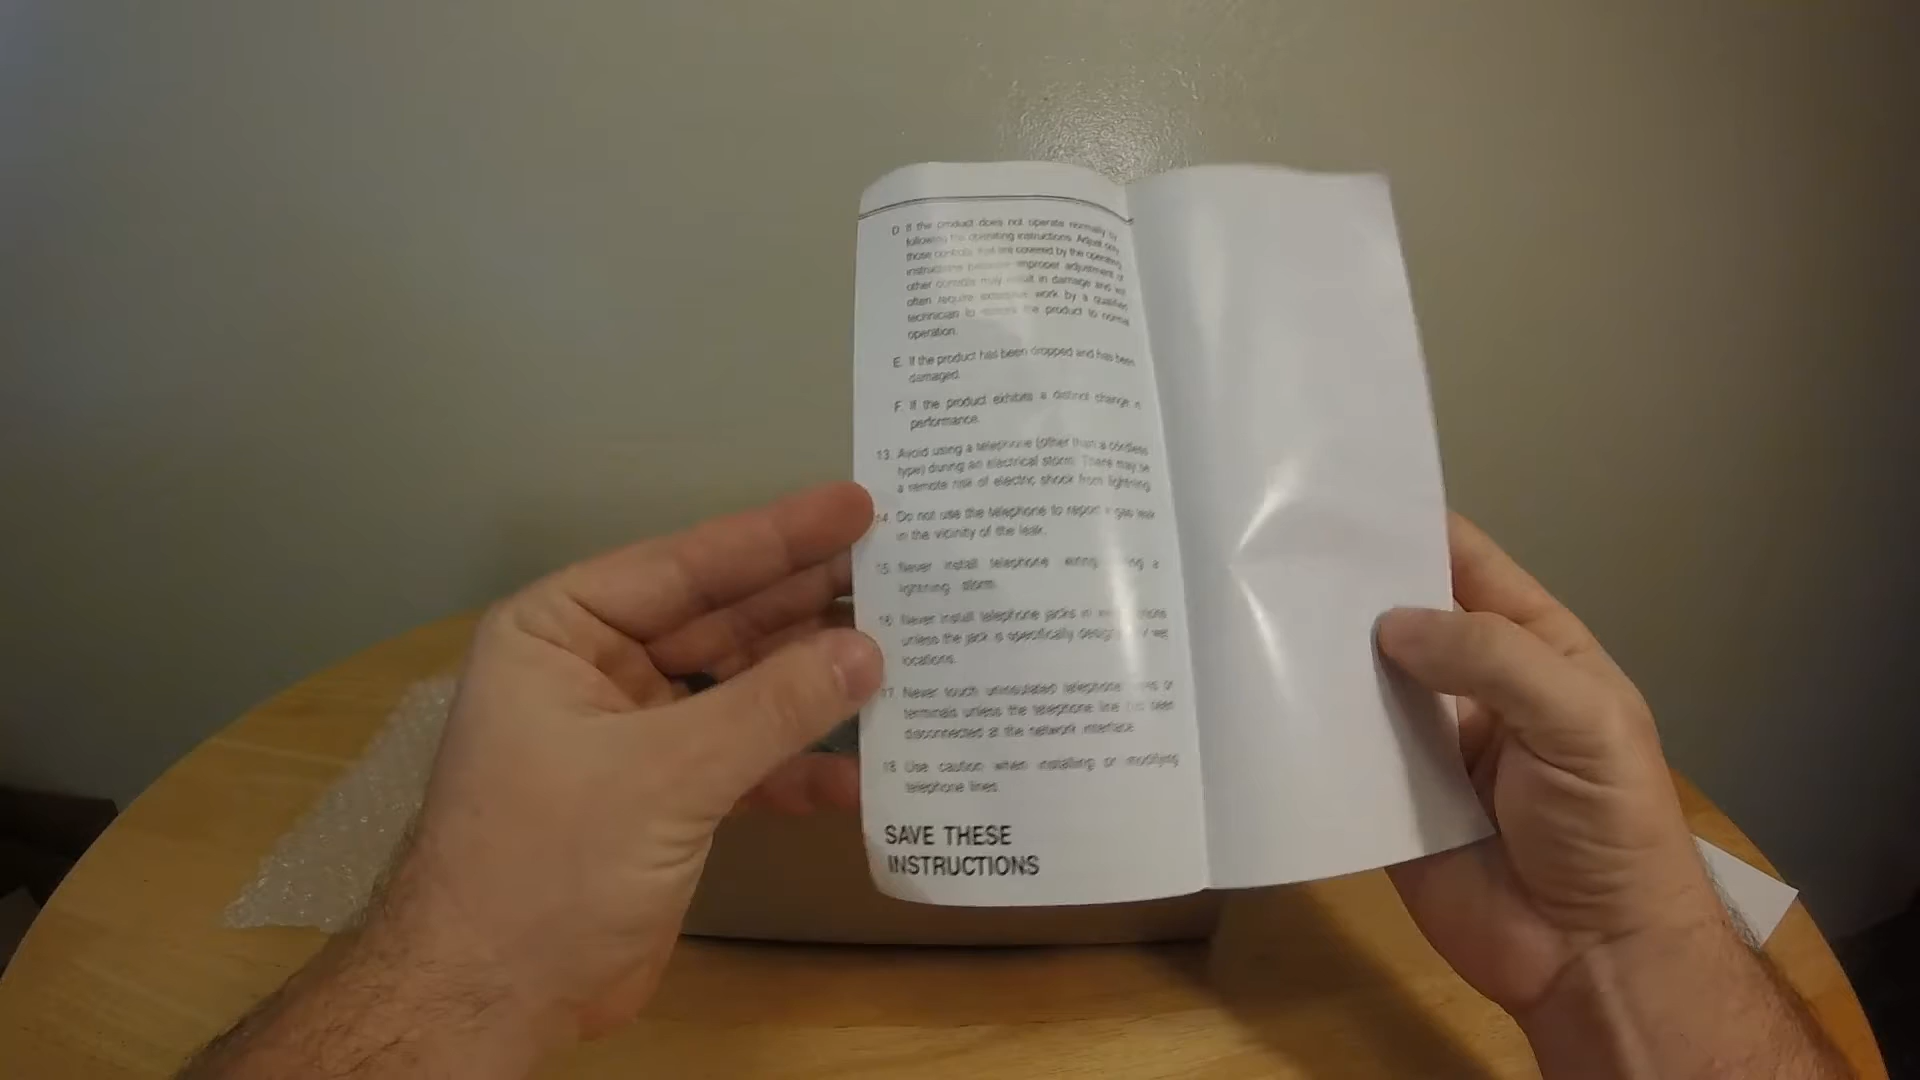 D. If the product does not operate normally by
following the operating instructions. Adjust only
those controls that are covered by the operating
instructions because improper adjustment of
other controls may result in damage and will
often require extensive work by a qualified
technician to restore the product to normal
operation.
E. If the product has been dropped and has been
damaged.
F. If the product exhibits a distinct change in
performance.
13. Avoid using a telephone (other than a cordless
type) during an electrical storm. There may be
a remote risk of electric shock from lightning.
14. Do not use the telephone to report a gas leak
in the vicinity of the leak.
15. Never install telephone wiring a
lightning storm.
16. Never install telephone jacks in
unless the jack is specifically wet
locations.
17. Never touch uninsulated telephone or
terminals unless the telephone line has been
disconnected at the network interface.
18. Use caution when installing or modifying
telephone lines.
SAVE THESE
INSTRUCTIONS